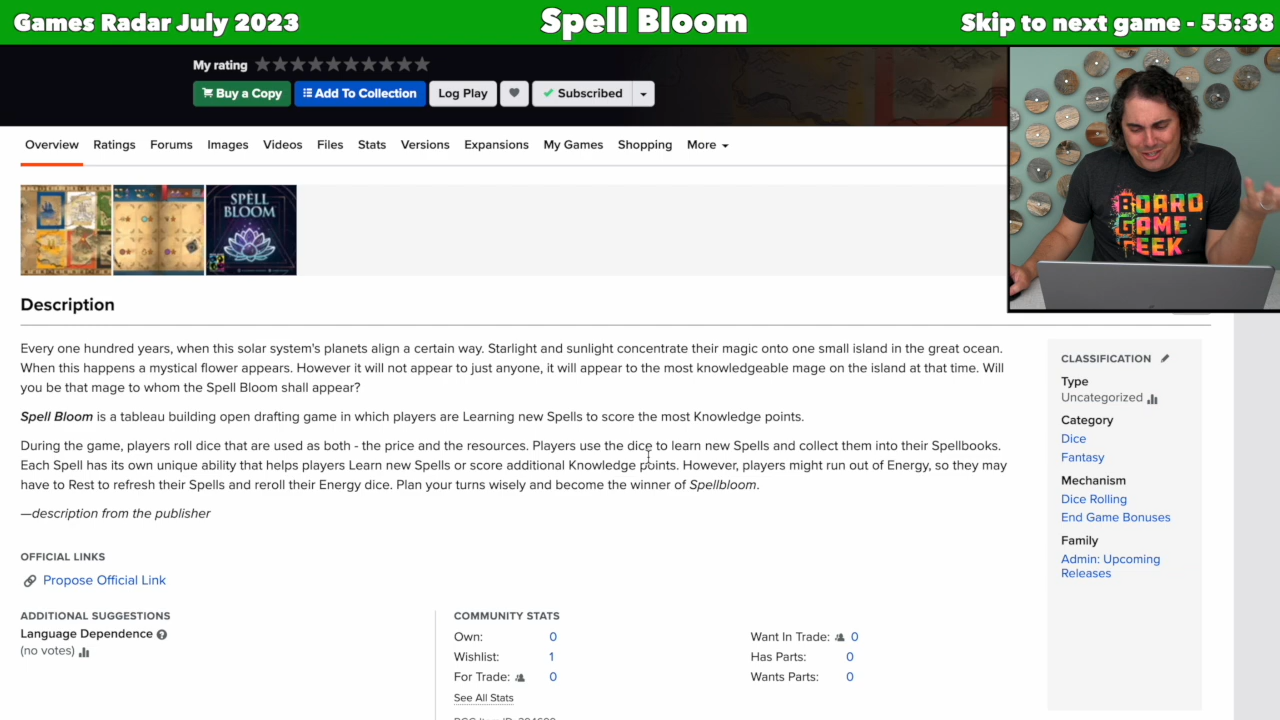 Games Radar July 2023
Spell Bloom
Skip to next game - 55:38
My rating
Buy a Copy
Add To Collection
Log Play
Subscribed
Overview
Ratings
Forums
Images
Videos
Files
Stats
Versions
Expansions
My Games
Shopping
More
SPELL
BLOOM
BOARD
GAME
GEEK
Description
Every one hundred years, when this solar system's planets align a certain way. Starlight and sunlight concentrate their magic onto one small island in the great ocean.
When this happens a mystical flower appears. However it will not appear to just anyone, it will appear to the most knowledgeable mage on the island at that time. Will
you be that mage to whom the Spell Bloom shall appear?
Spell Bloom is a tableau building open drafting game in which players are Learning new Spells to score the most Knowledge points.
During the game, players roll dice that are used as both - the price and the resources. Players use the dice to learn new Spells and collect them into their Spellbooks.
Each Spell has its own unique ability that helps players Learn new Spells or score additional Knowledge points. However, players might run out of Energy, so they may
have to Rest to refresh their Spells and reroll their Energy dice. Plan your turns wisely and become the winner of Spellbloom.
—description from the publisher
CLASSIFICATION
Type
Uncategorized
Category
Dice
Fantasy
Mechanism
Dice Rolling
End Game Bonuses
Family
Admin: Upcoming
Releases
OFFICIAL LINKS
Propose Official Link
ADDITIONAL SUGGESTIONS
Language Dependence
(no votes)
COMMUNITY STATS
Own: 0
Wishlist: 1
For Trade: 0
Want In Trade: 0
Has Parts: 0
Wants Parts: 0
See All Stats